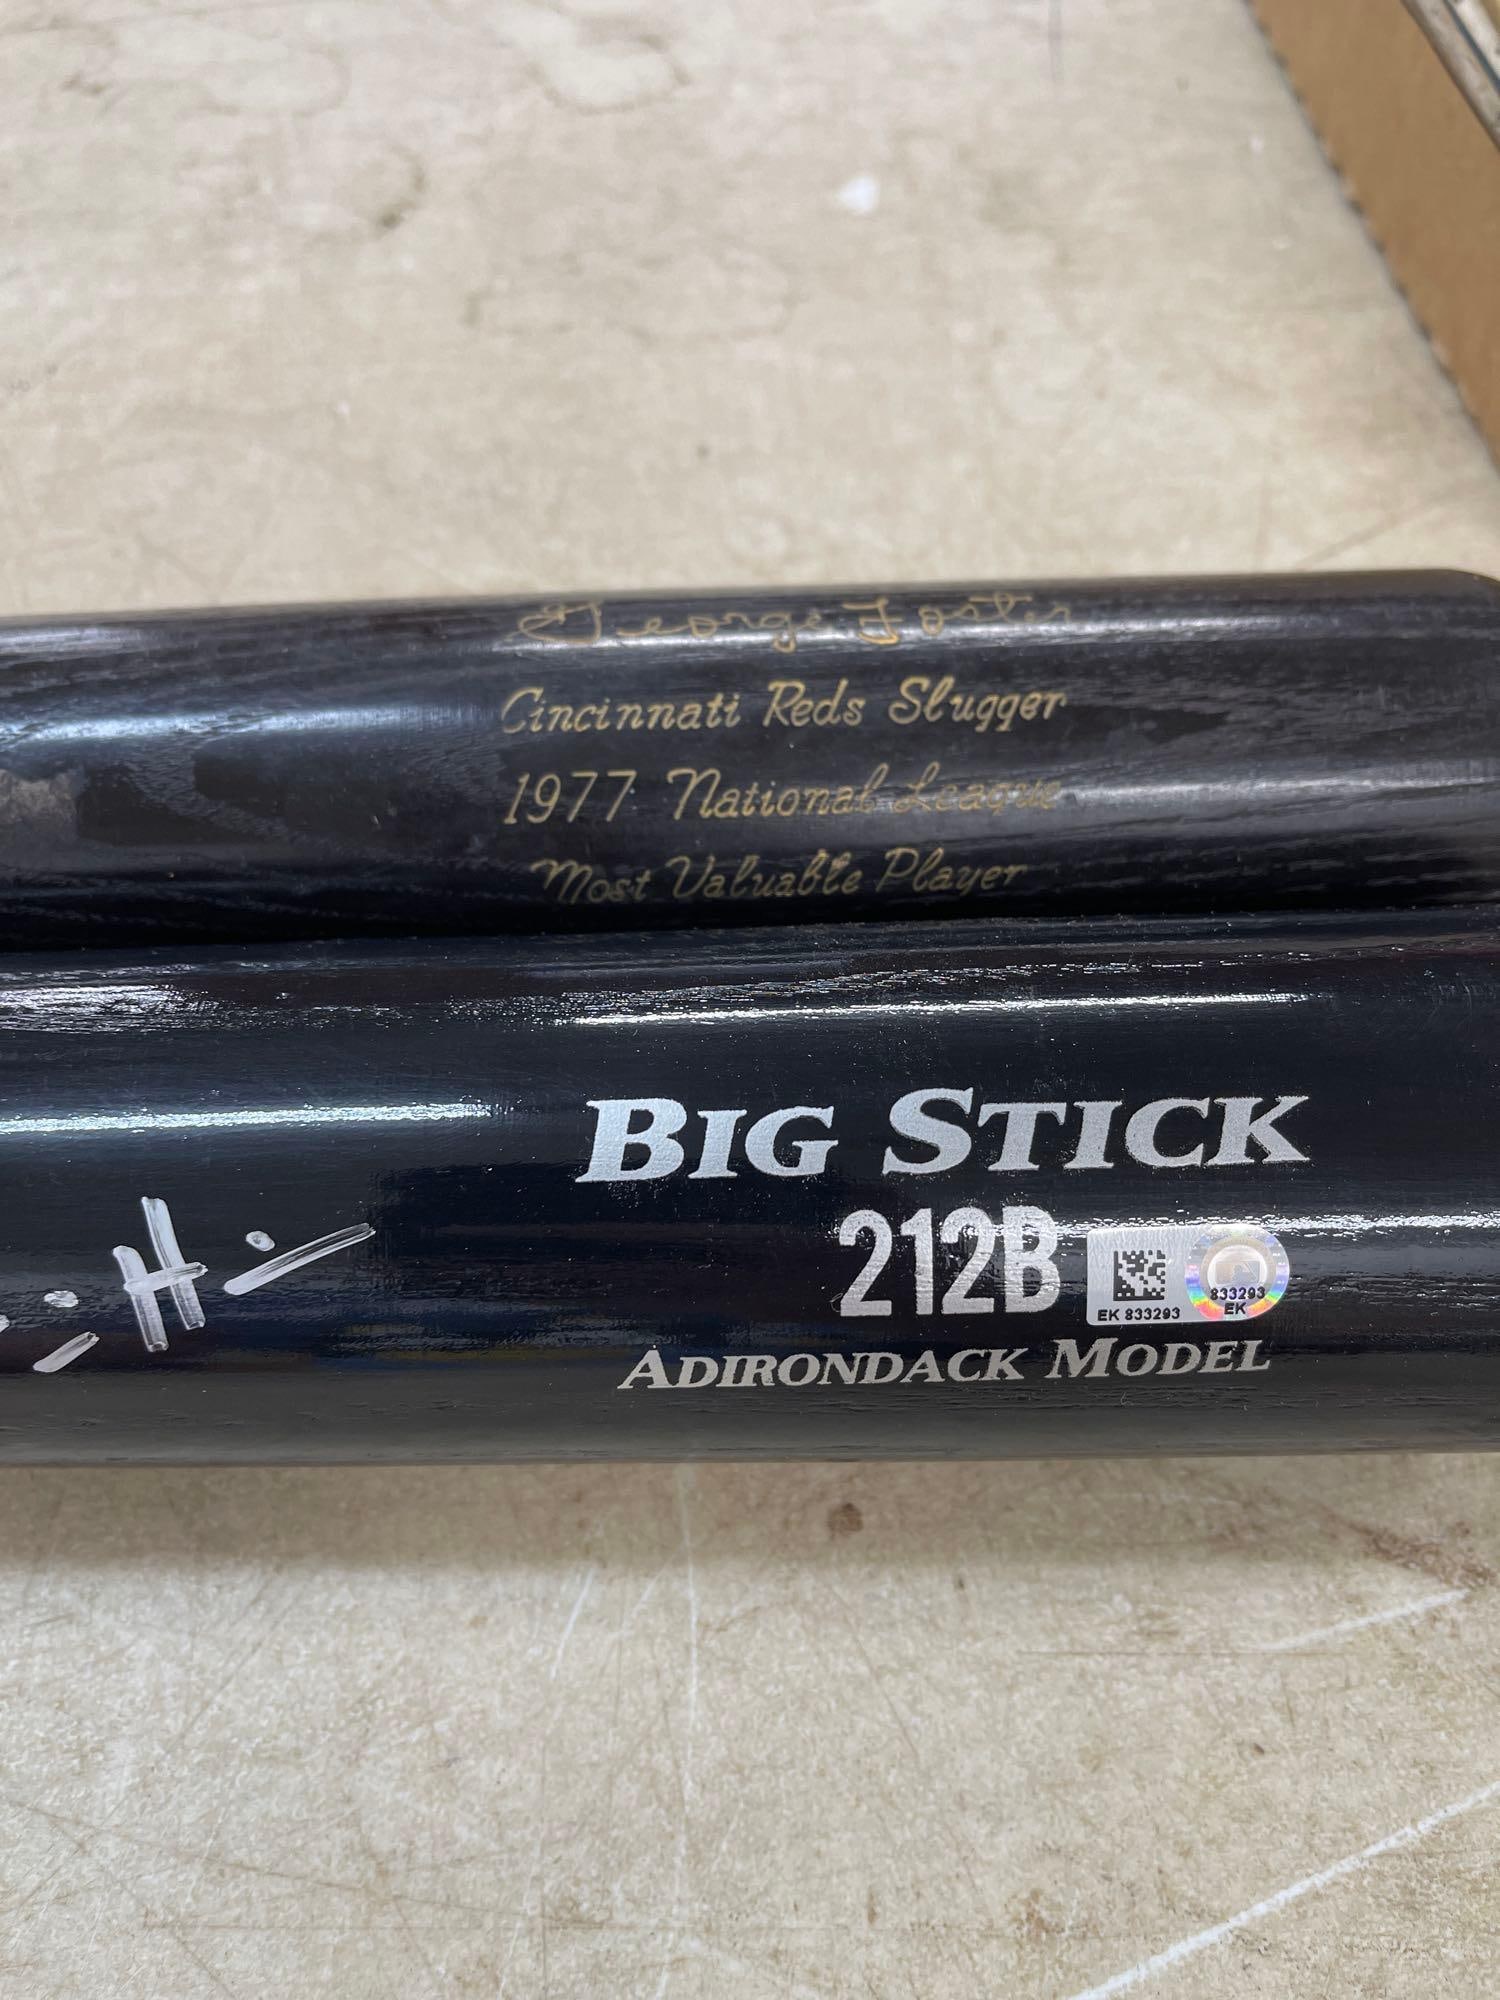 George Foster
Cincinnati Reds Slugger
1977 National League
Most Valuable Player
BIG STICK
212B
EK 833293
833293
EK
ADIRONDACK MODEL